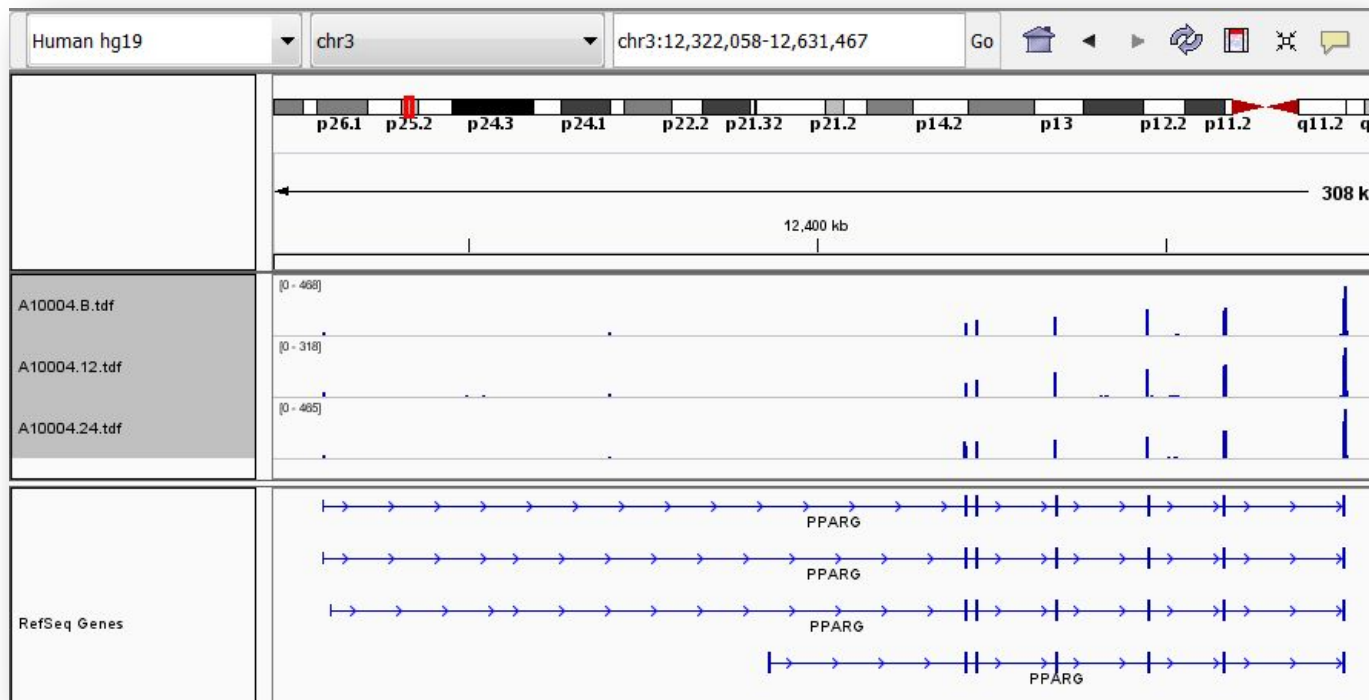 Human hg19 chr3 chr3:12,322,058-12,631,467 Go
p26.1 p25.2 p24.3 p24.1 p22.2 p21.32 p21.2 p14.2 p13 p12.2 p11.2 q11.2 q
308 k
12,400 kb
A10004.B.tdf [0 - 468]
A10004.12.tdf [0 - 318]
A10004.24.tdf [0 - 465]
PPARG
PPARG
RefSeq Genes PPARG
PPARG